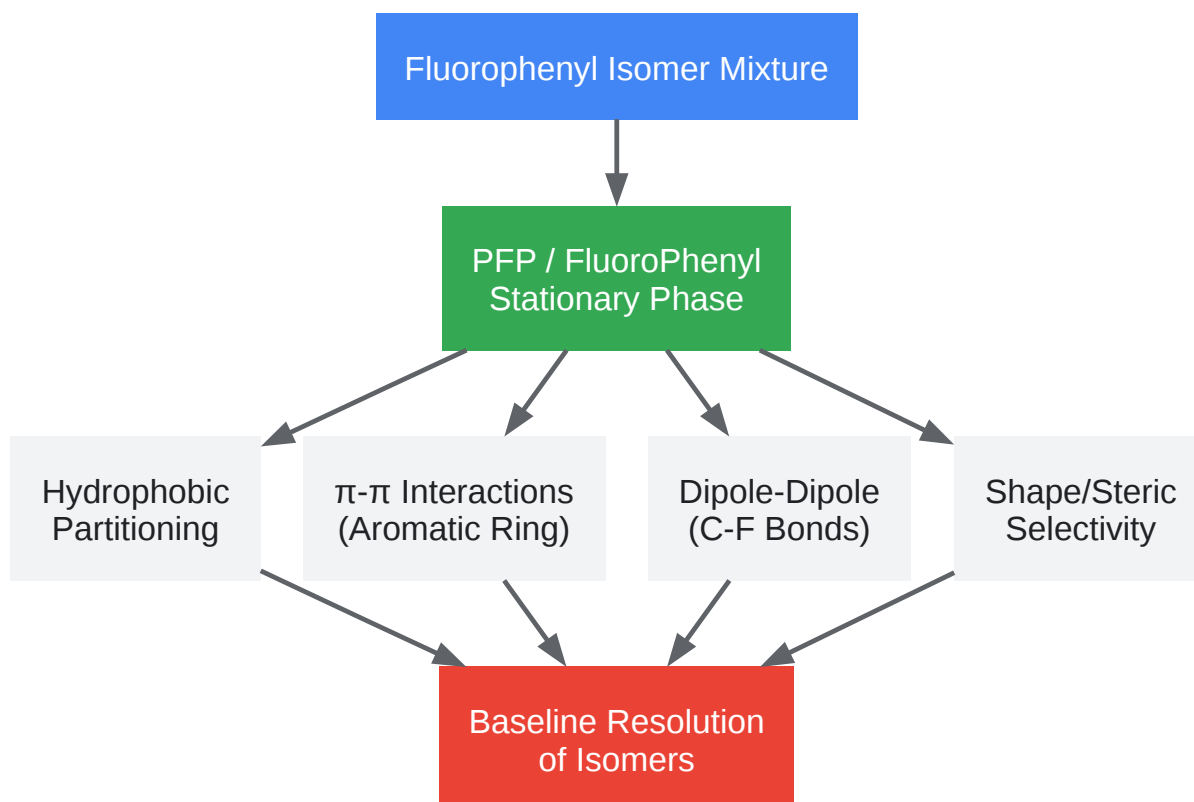 Fluorophenyl Isomer Mixture
PFP / FluoroPhenyl
Stationary Phase
Hydrophobic
Partitioning
π-π Interactions
(Aromatic Ring)
Dipole-Dipole
(C-F Bonds)
Shape/Steric
Selectivity
Baseline Resolution
of Isomers